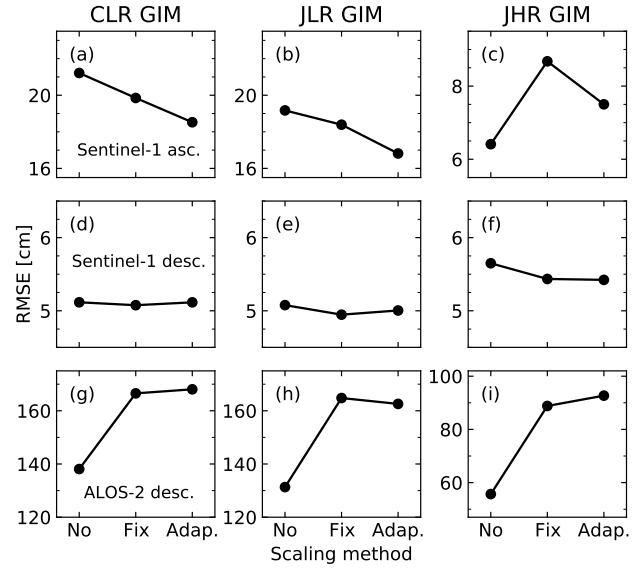 CLR GIM JLR GIM JHR GIM
(a) (b) (c)
20 20 8
Sentinel-1 asc.
16 16 6
(d) (e) (f)
6 6 6
Sentinel-1 desc.
RMSE [cm]
5 5 5
(g) (h) (i)
160 160 100
140 140 80
ALOS-2 desc. 60
120 120
No Fix Adap. No Fix Adap. No Fix Adap.
Scaling method